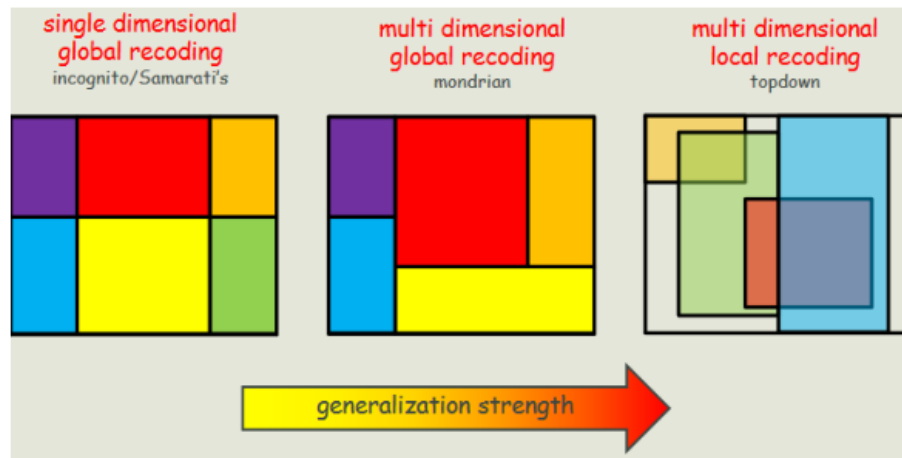 single dimensional
global recoding
incognito/Samarati's
multi dimensional
global recoding
mondrian
multi dimensional
local recoding
topdown
generalization strength